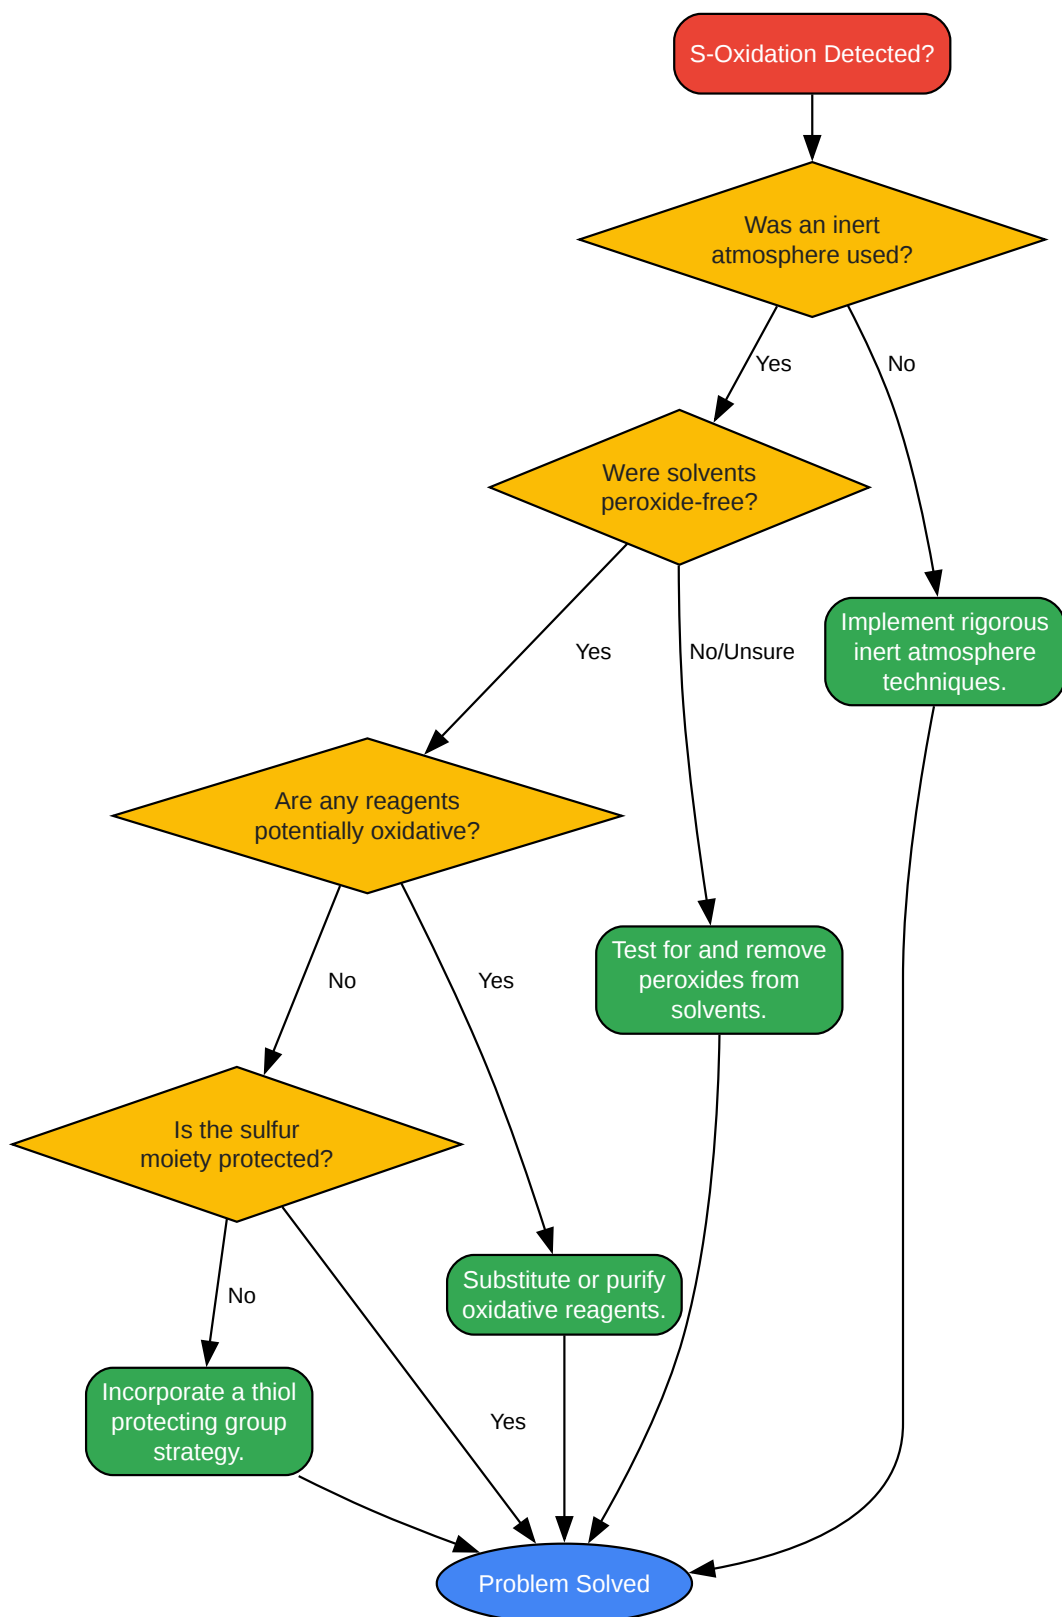 S-Oxidation Detected?
Was an inert
atmosphere used?
Yes
No
Were solvents
peroxide-free?
Implement rigorous
inert atmosphere
techniques.
Yes
No/Unsure
Are any reagents
potentially oxidative?
Test for and remove
peroxides from
solvents.
No
Yes
Is the sulfur
moiety protected?
Substitute or purify
oxidative reagents.
No
Incorporate a thiol
protecting group
strategy.
Yes
Problem Solved